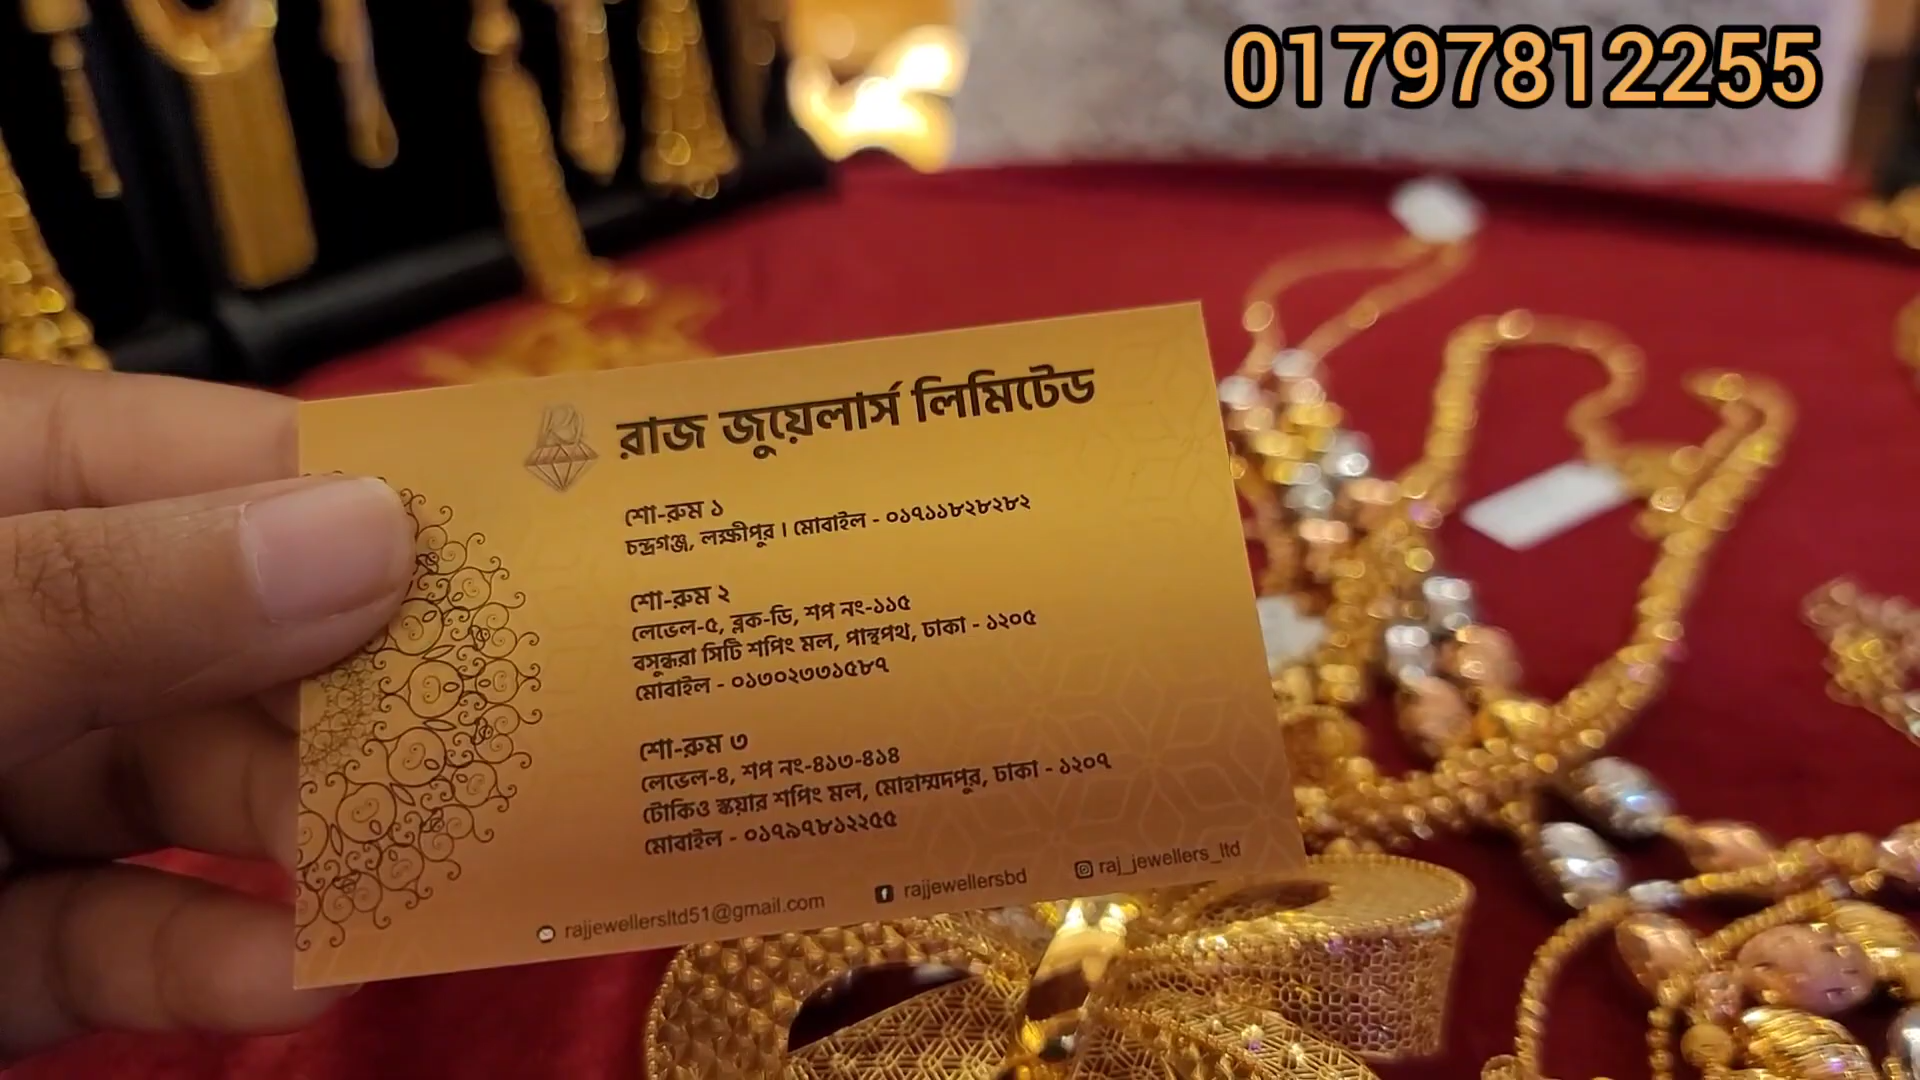 01797812255
রাজ জুয়েলার্স লিমিটেড
শো-রুম ১
চন্দ্রগঞ্জ, লক্ষীপুর। মোবাইল - ০১৭১১৮২৮২৮২
শো-রুম ২
লেভেল-৫, ব্লক-ডি, শপ নং-১১৫
বসুন্ধরা সিটি শপিং মল, পান্থপথ, ঢাকা - ১২০৫
মোবাইল - ০১৩০২৩৩১৫৮৭
শো-রুম ৩
লেভেল-৪, শপ নং-৪১৩-৪১৪
টোকিও স্কয়ার শপিং মল, মোহাম্মদপুর, ঢাকা - ১২০৭
মোবাইল - ০১৭৯৭৮১২২৫৫
rajjewellersltd51@gmail.com rajjewellersbd raj_jewellers_ltd